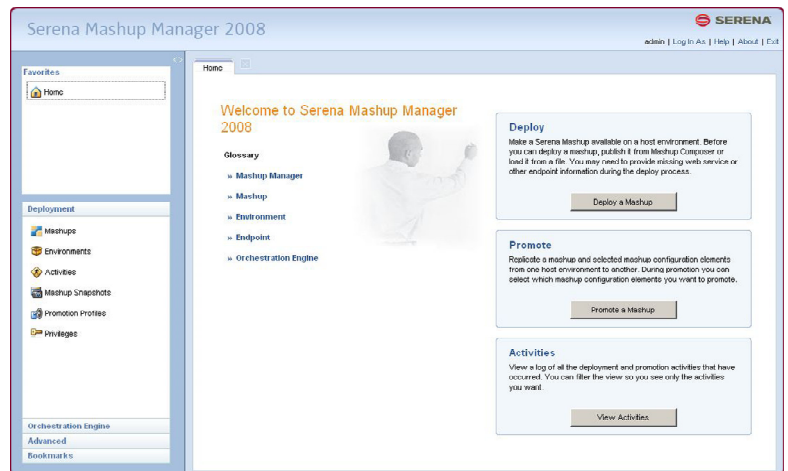 Serena Mashup Manager 2008
SERENA
admin | Log In As | Help | About | Exit
Favorites
Home
Home
Welcome to Serena Mashup Manager
2008
Glossary
» Mashup Manager
» Mashup
» Environment
» Endpoint
» Orchestration Engine
Deploy
Make a Serena Mashup available on a host environment. Before
you can deploy a mashup, publish it from Mashup Composer or
load it from a file. You may need to provide missing web service or
other endpoint information during the deploy process.
Deploy a Mashup
Promote
Replicate a mashup and selected mashup configuration elements
from one host environment to another. During promotion you can
select which mashup configuration elements you want to promote.
Promote a Mashup
Activities
View a log of all the deployment and promotion activities that have
occurred. You can filter the view so you see only the activities
you want.
View Activities
Deployment
Mashups
Environments
Activities
Mashup Snapshots
Promotion Profiles
Privileges
Orchestration Engine
Advanced
Bookmarks